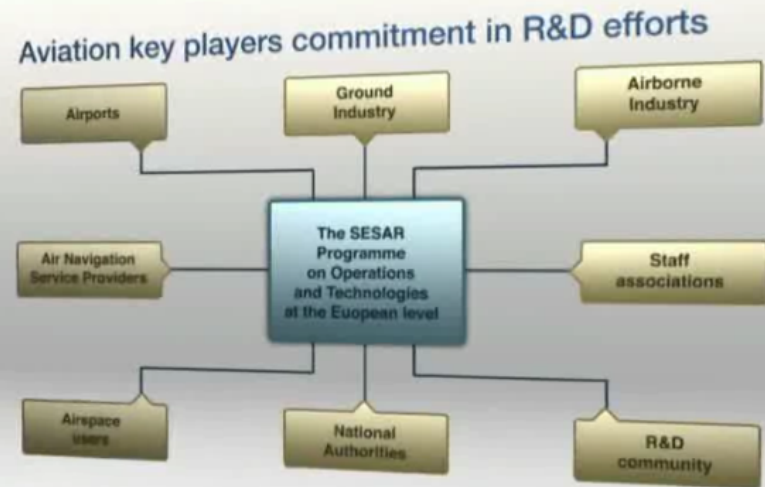 Aviation key players commitment in R&D efforts
Airports
Ground
Industry
Airborne
Industry
Air Navigation
Service Providers
The SESAR
Programme
on Operations
and Technologies
at the Euopean level
Staff
associations
Airspace
users
National
Authorities
R&D
community